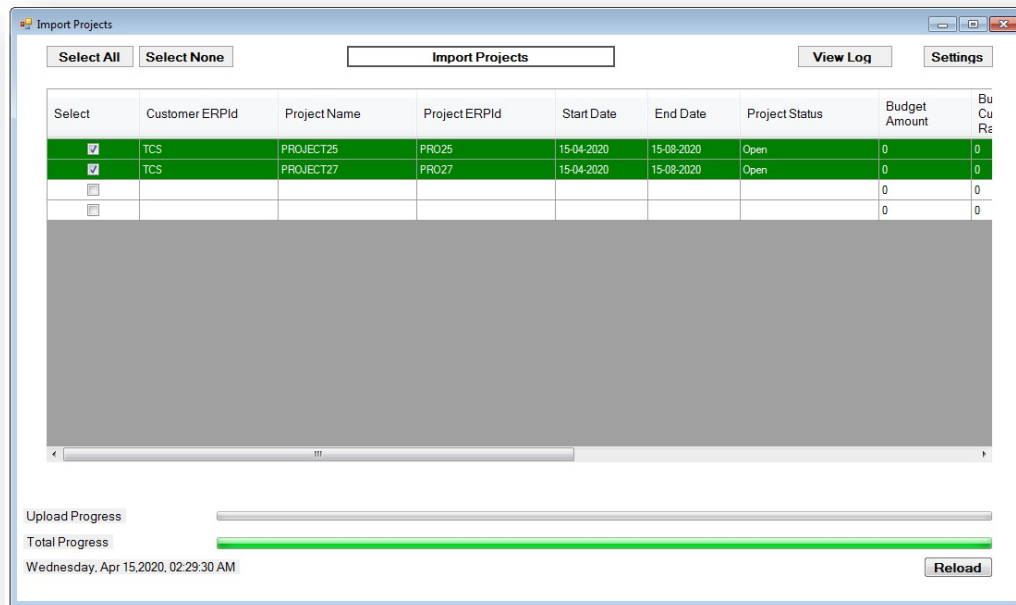 Import Projects
Select All Select None Import Projects View Log Settings
Select Customer ERPId Project Name Project ERPId Start Date End Date Project Status Budget Amount Bu Cu Ra
TCS PROJECT25 PRO25 15-04-2020 15-08-2020 Open 0 0
TCS PROJECT27 PRO27 15-04-2020 15-08-2020 Open 0 0
0 0
0 0
Upload Progress
Total Progress
Wednesday, Apr 15,2020, 02:29:30 AM Reload